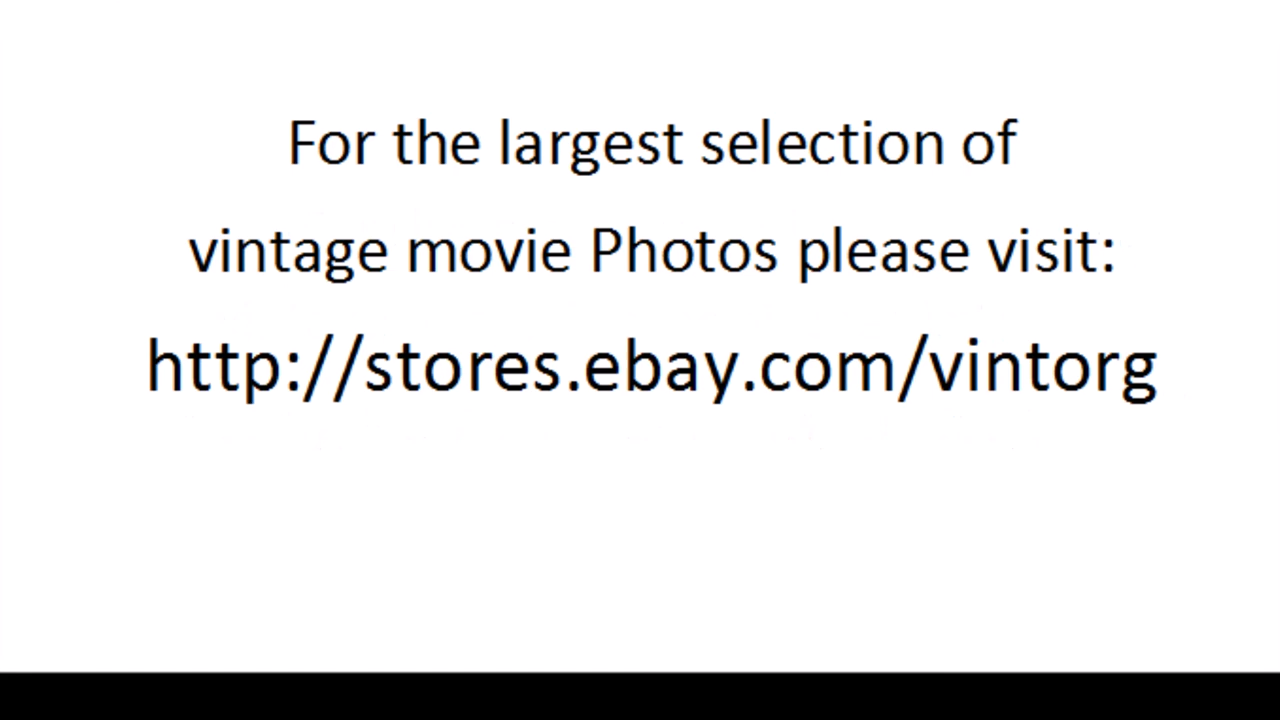 For the largest selection of
vintage movie Photos please visit:
http://stores.ebay.com/vintorg